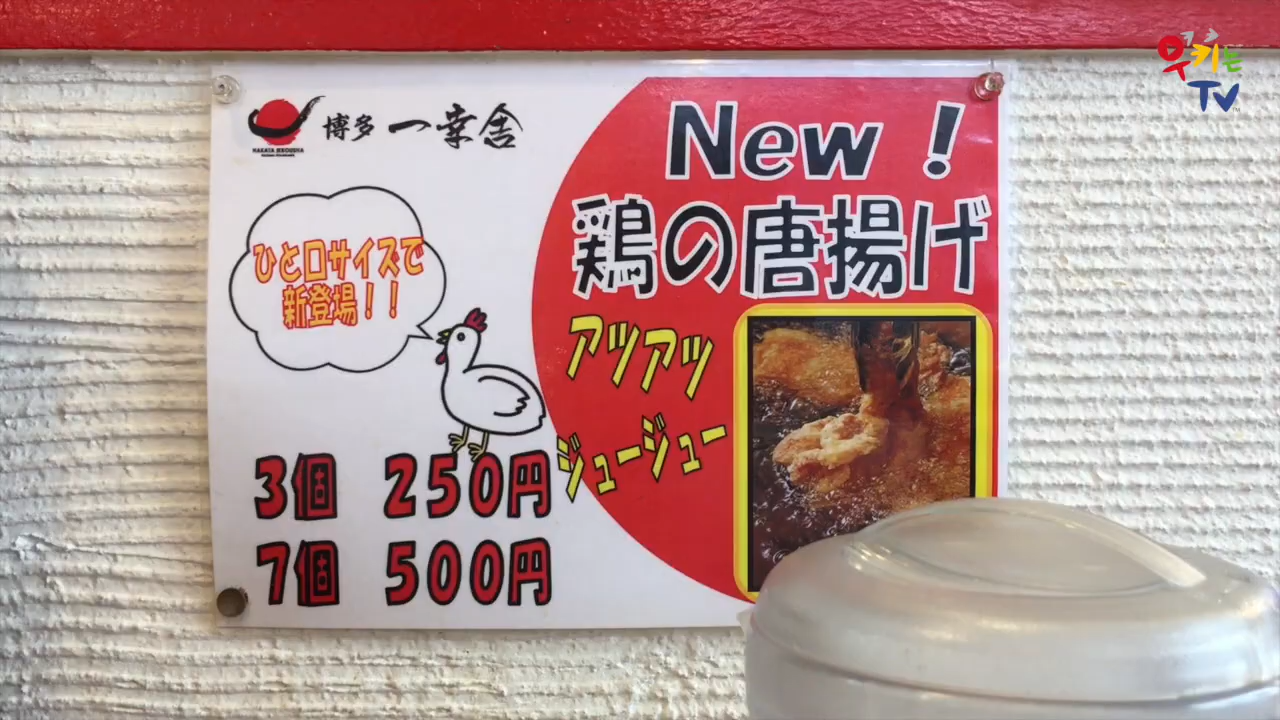 博多 一幸舎
HAKATA IKKOUSHA
New！
鶏の唐揚げ
ひと口サイズで
新登場！！
アツアツ
ジュージュー
3個 250円
7個 500円
웃키는
TV